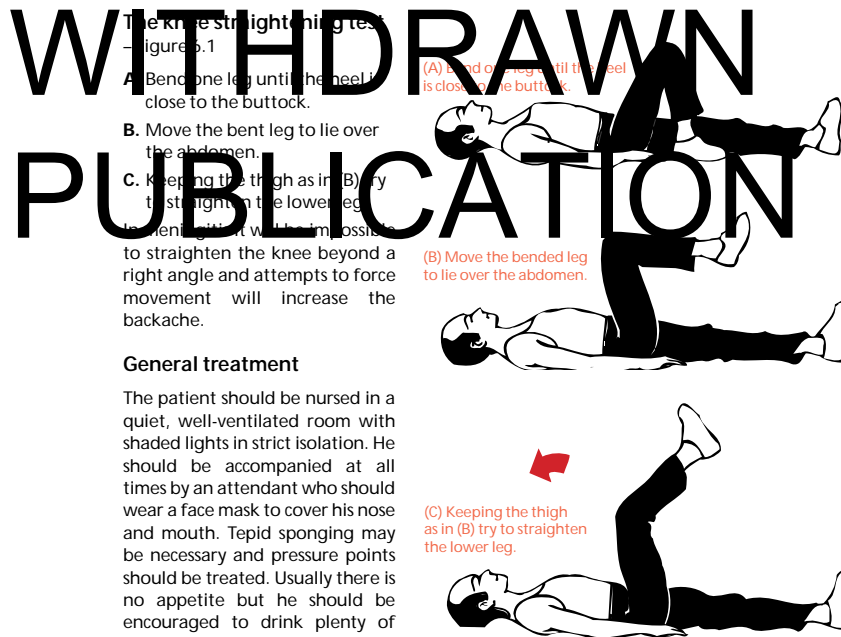 WITHDRAWN
PUBLICATION
The knee straightening test
– Figure 6.1
A. Bend one leg until the heel is
close to the buttock.
B. Move the bent leg to lie over
the abdomen.
C. Keeping the thigh as in (B) try
to straighten the lower leg.
In meningitis it will be impossible
to straighten the knee beyond a
right angle and attempts to force
movement will increase the
backache.
General treatment
The patient should be nursed in a
quiet, well-ventilated room with
shaded lights in strict isolation. He
should be accompanied at all
times by an attendant who should
wear a face mask to cover his nose
and mouth. Tepid sponging may
be necessary and pressure points
should be treated. Usually there is
no appetite but he should be
encouraged to drink plenty of
(A) Bend one leg until the heel
is close to the buttock.
(B) Move the bended leg
to lie over the abdomen.
(C) Keeping the thigh
as in (B) try to straighten
the lower leg.